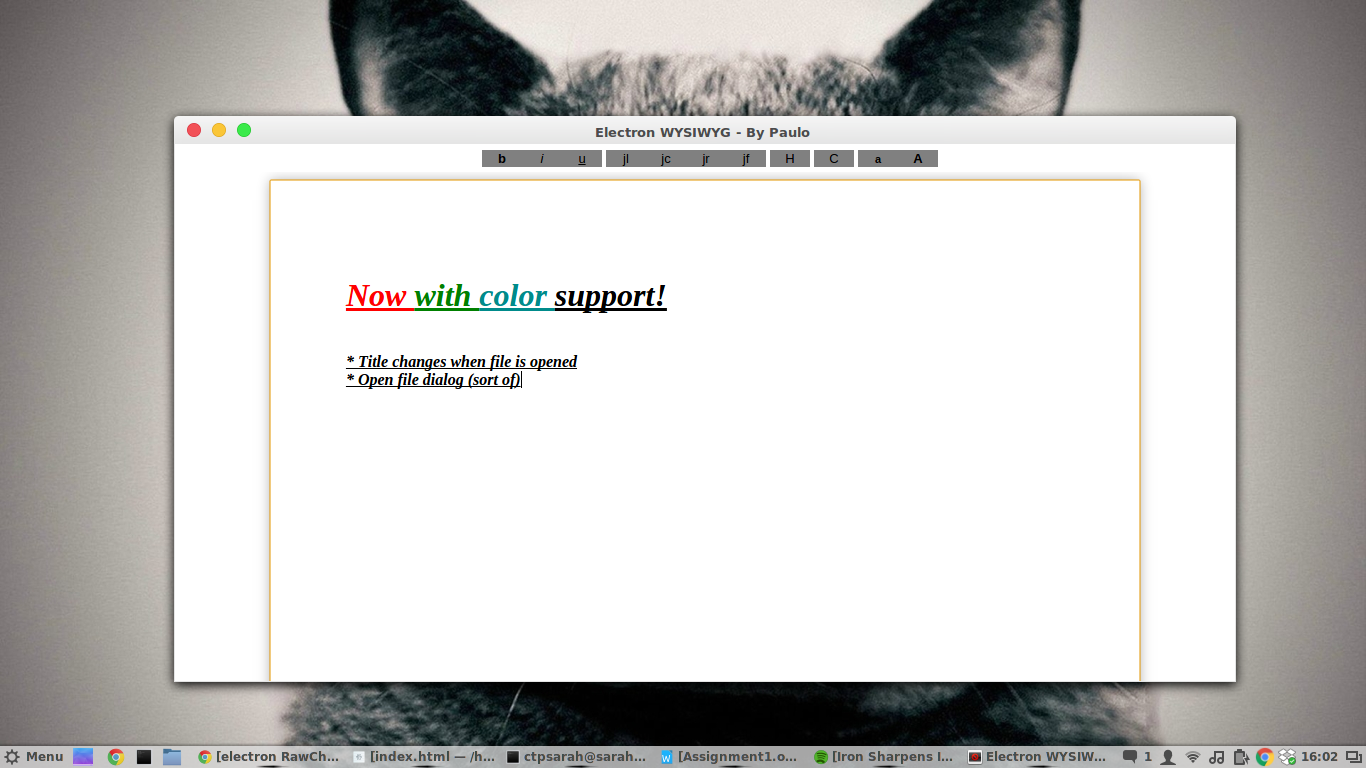 Electron WYSIWYG - By Paulo
b i u jl jc jr jf H C a A
Now with color support!
* Title changes when file is opened
* Open file dialog (sort of)
Menu [electron RawCh... [index.html — /h... ctpsarah@sarah... [Assignment1.o... [Iron Sharpens I... Electron WYSIW... 1 16:02